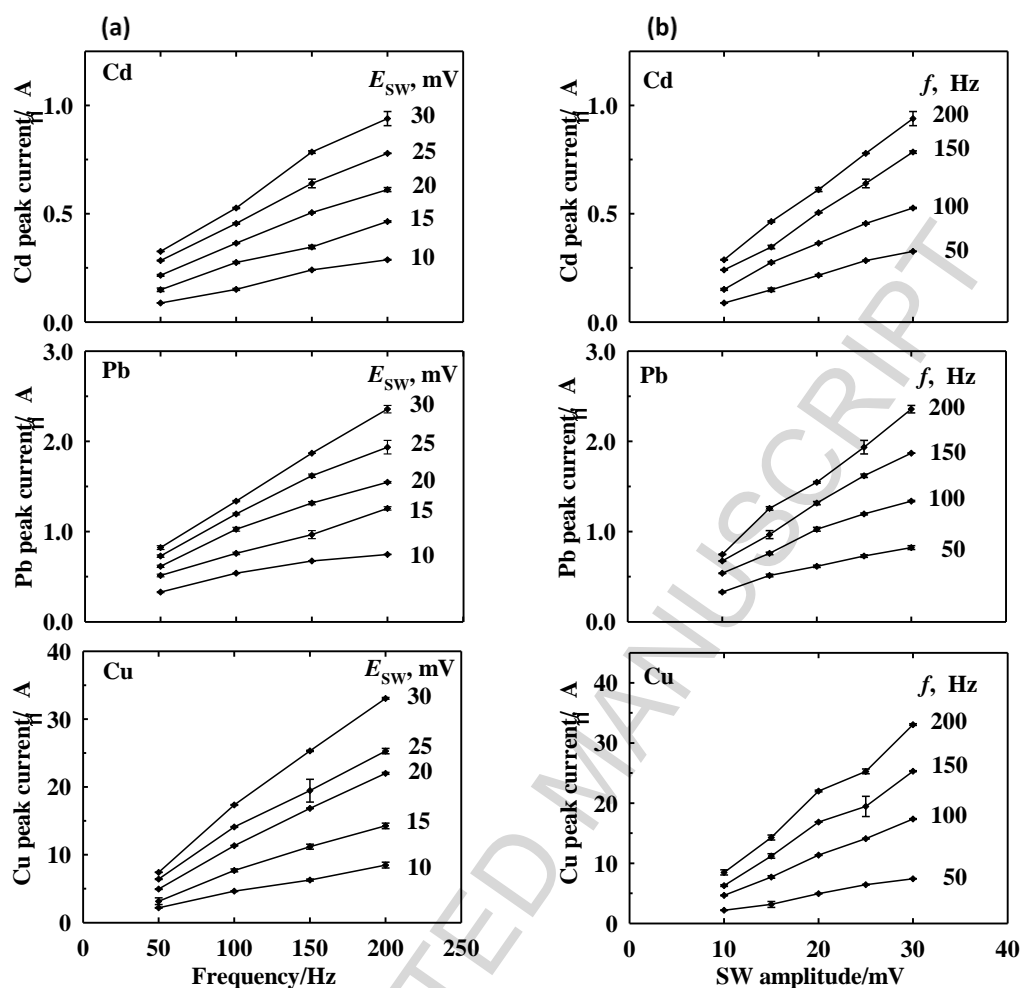 (a) (b)
Cd
E_SW, mV
30
25
20
15
10
1.0
0.5
0.0
Cd peak current/ A
Cd
f, Hz
200
150
100
50
1.0
0.5
0.0
Cd peak current/ A
Pb
E_SW, mV
30
25
20
15
10
3.0
2.0
1.0
0.0
Pb peak current/ A
Pb
f, Hz
200
150
100
50
3.0
2.0
1.0
0.0
Pb peak current/ A
Cu
E_SW, mV
30
25
20
15
10
40
30
20
10
0
Cu peak current/ A
0 50 100 150 200 250
Frequency/Hz
Cu
f, Hz
200
150
100
50
40
30
20
10
0
Cu peak current/ A
0 10 20 30 40
SW amplitude/mV
TED MANUSCRIPT